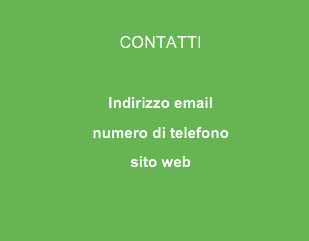 CONTATTI
Indirizzo email
numero di telefono
sito web